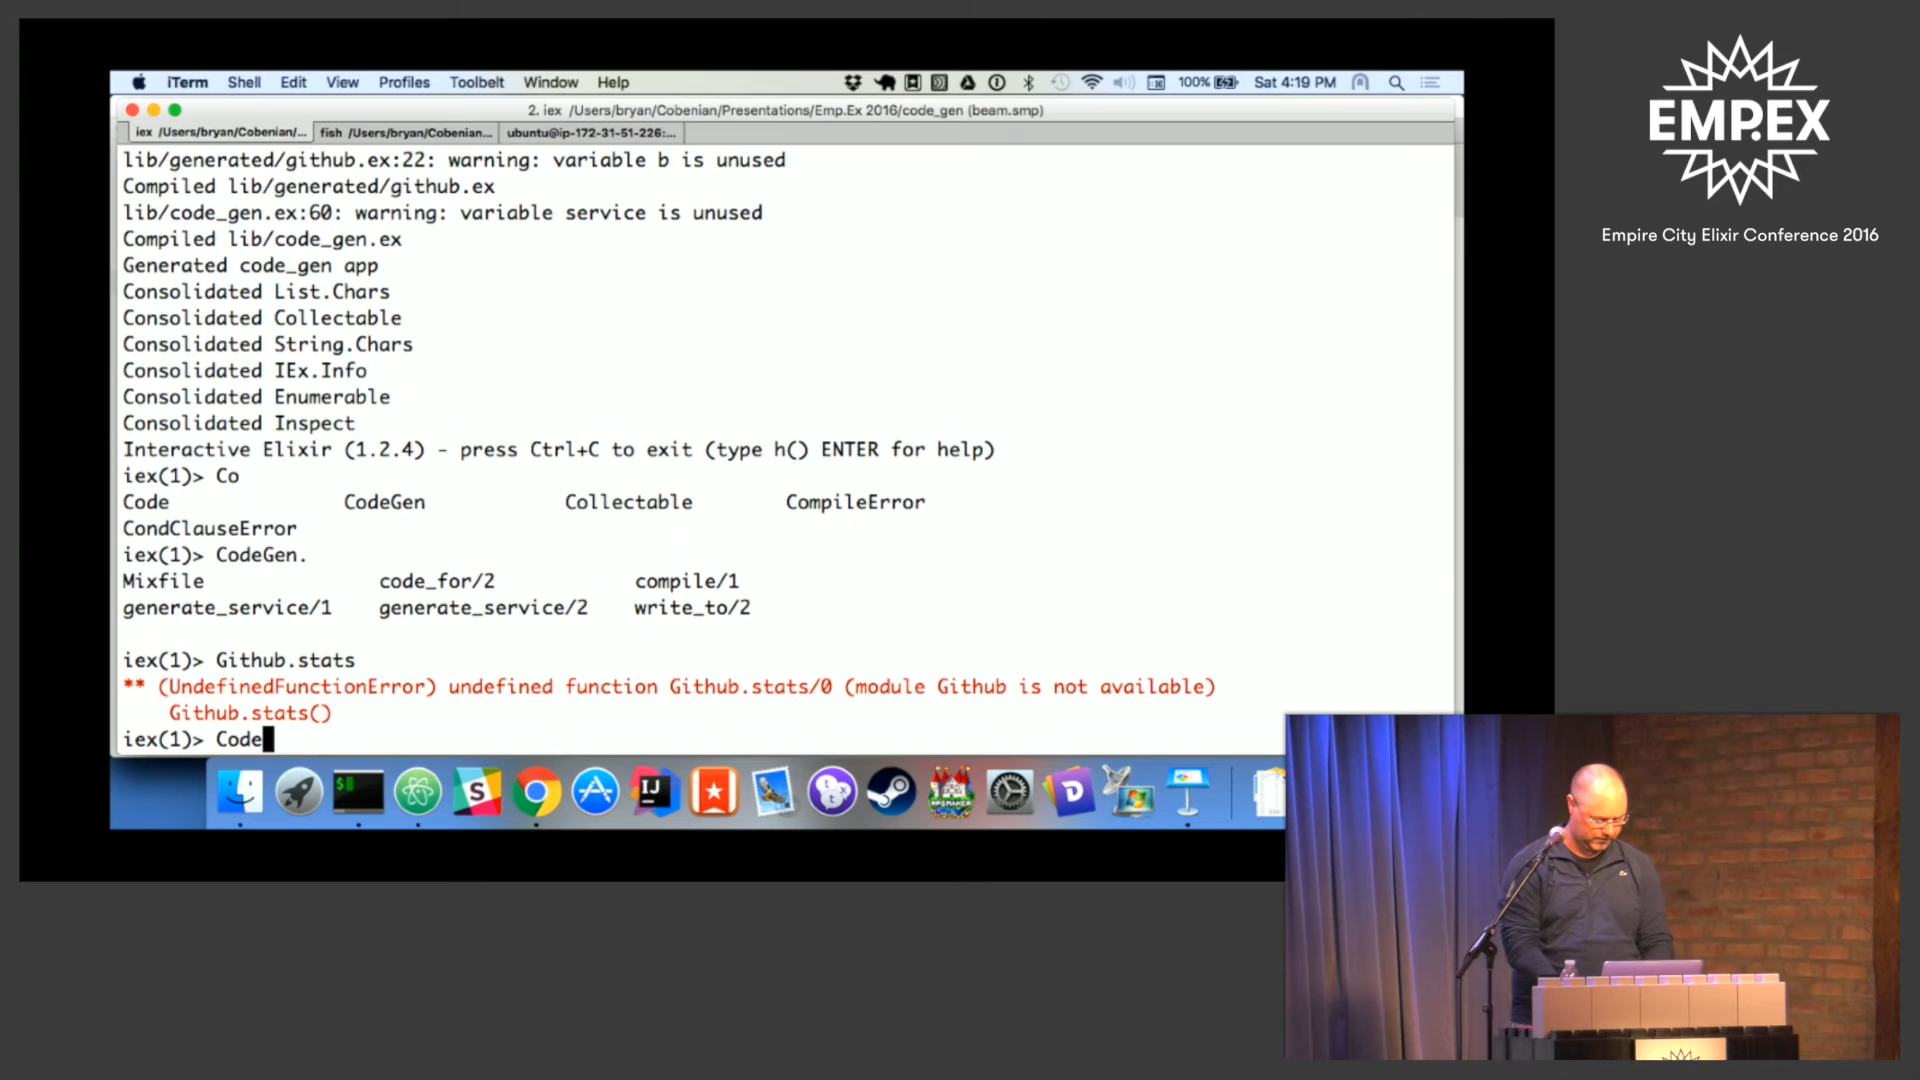 iTerm Shell Edit View Profiles Toolbelt Window Help 100% Sat 4:19 PM
2. iex /Users/bryan/Cobenian/Presentations/Emp.Ex 2016/code_gen (beam.smp)
iex /Users/bryan/Cobenian/... fish /Users/bryan/Cobenian... ubuntu@ip-172-31-51-226:...
lib/generated/github.ex:22: warning: variable b is unused
Compiled lib/generated/github.ex
lib/code_gen.ex:60: warning: variable service is unused
Compiled lib/code_gen.ex
Generated code_gen app
Consolidated List.Chars
Consolidated Collectable
Consolidated String.Chars
Consolidated IEx.Info
Consolidated Enumerable
Consolidated Inspect
Interactive Elixir (1.2.4) - press Ctrl+C to exit (type h() ENTER for help)
iex(1)> Co
Code CodeGen Collectable CompileError
CondClauseError
iex(1)> CodeGen.
Mixfile code_for/2 compile/1
generate_service/1 generate_service/2 write_to/2
iex(1)> Github.stats
** (UndefinedFunctionError) undefined function Github.stats/0 (module Github is not available)
Github.stats()
iex(1)> Code
EMPEX
Empire City Elixir Conference 2016